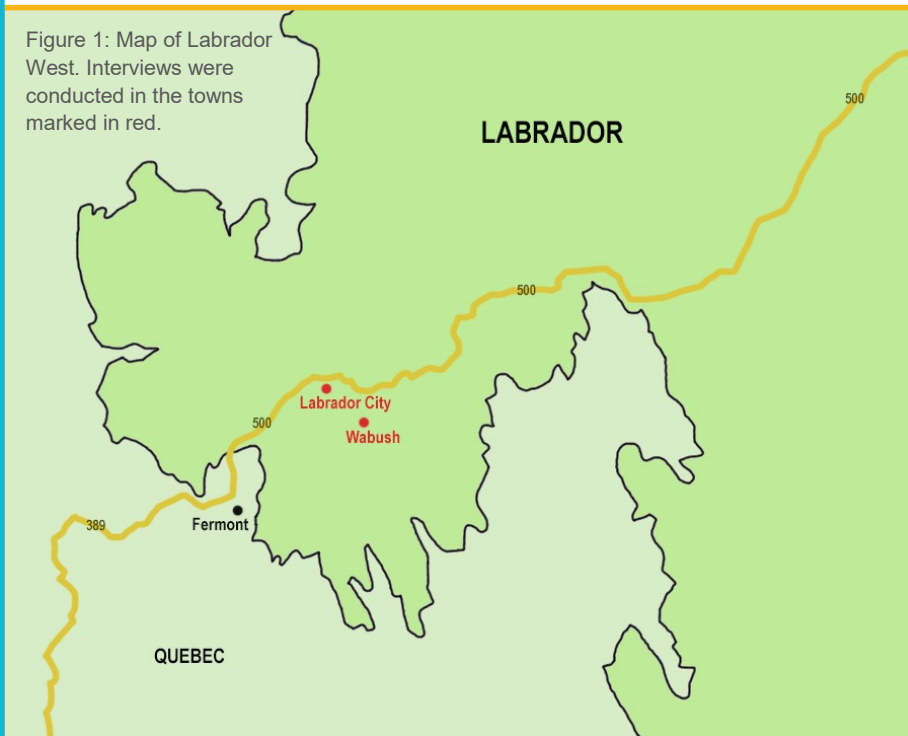 Figure 1: Map of Labrador
West. Interviews were
conducted in the towns
marked in red.
500
LABRADOR
500
Labrador City
500
Wabush
Fermont
389
QUEBEC